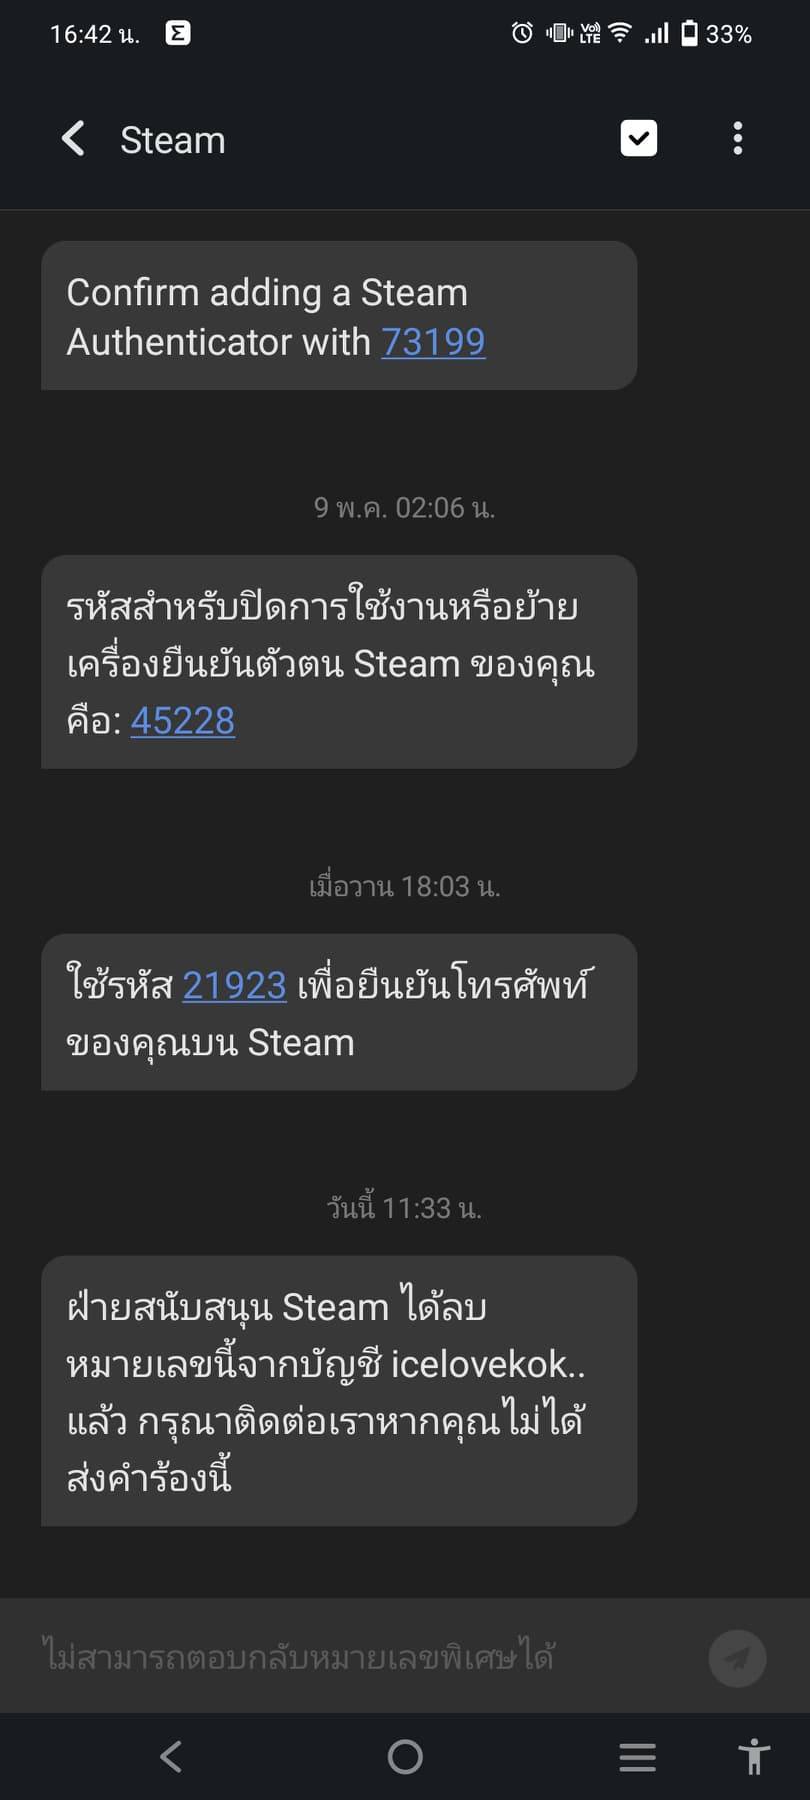 16:42 น.
VoD LTE 33%
Steam
Confirm adding a Steam
Authenticator with 73199
9 พ.ค. 02:06 น.
รหัสสำหรับปิดการใช้งานหรือย้าย
เครื่องยืนยันตัวตน Steam ของคุณ
คือ: 45228
เมื่อวาน 18:03 น.
ใช้รหัส 21923 เพื่อยืนยันโทรศัพท์
ของคุณบน Steam
วันนี้ 11:33 น.
ฝ่ายสนับสนุน Steam ได้ลบ
หมายเลขนี้จากบัญชี icelovekok..
แล้ว กรุณาติดต่อเราหากคุณไม่ได้
ส่งคำร้องนี้
ไม่สามารถตอบกลับหมายเลขพิเศษได้